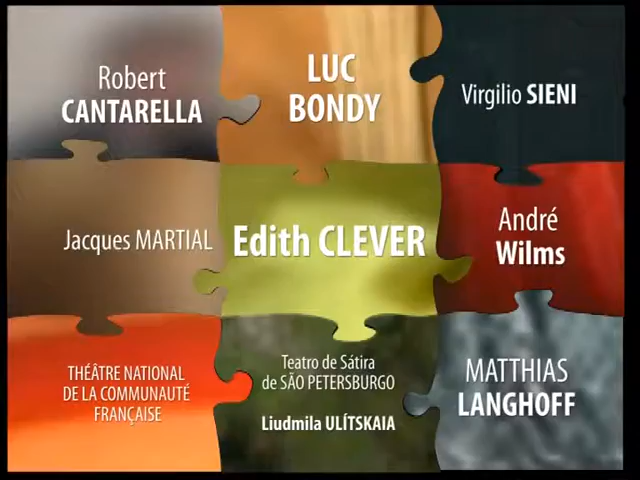 Robert
CANTARELLA
LUC
BONDY
Virgilio SIENI
Jacques MARTIAL
Edith CLEVER
André
Wilms
THÉÂTRE NATIONAL
DE LA COMMUNAUTÉ
FRANÇAISE
Teatro de Sátira
de SÃO PETERSBURGO
Liudmila ULÍTSKAIA
MATTHIAS
LANGHOFF